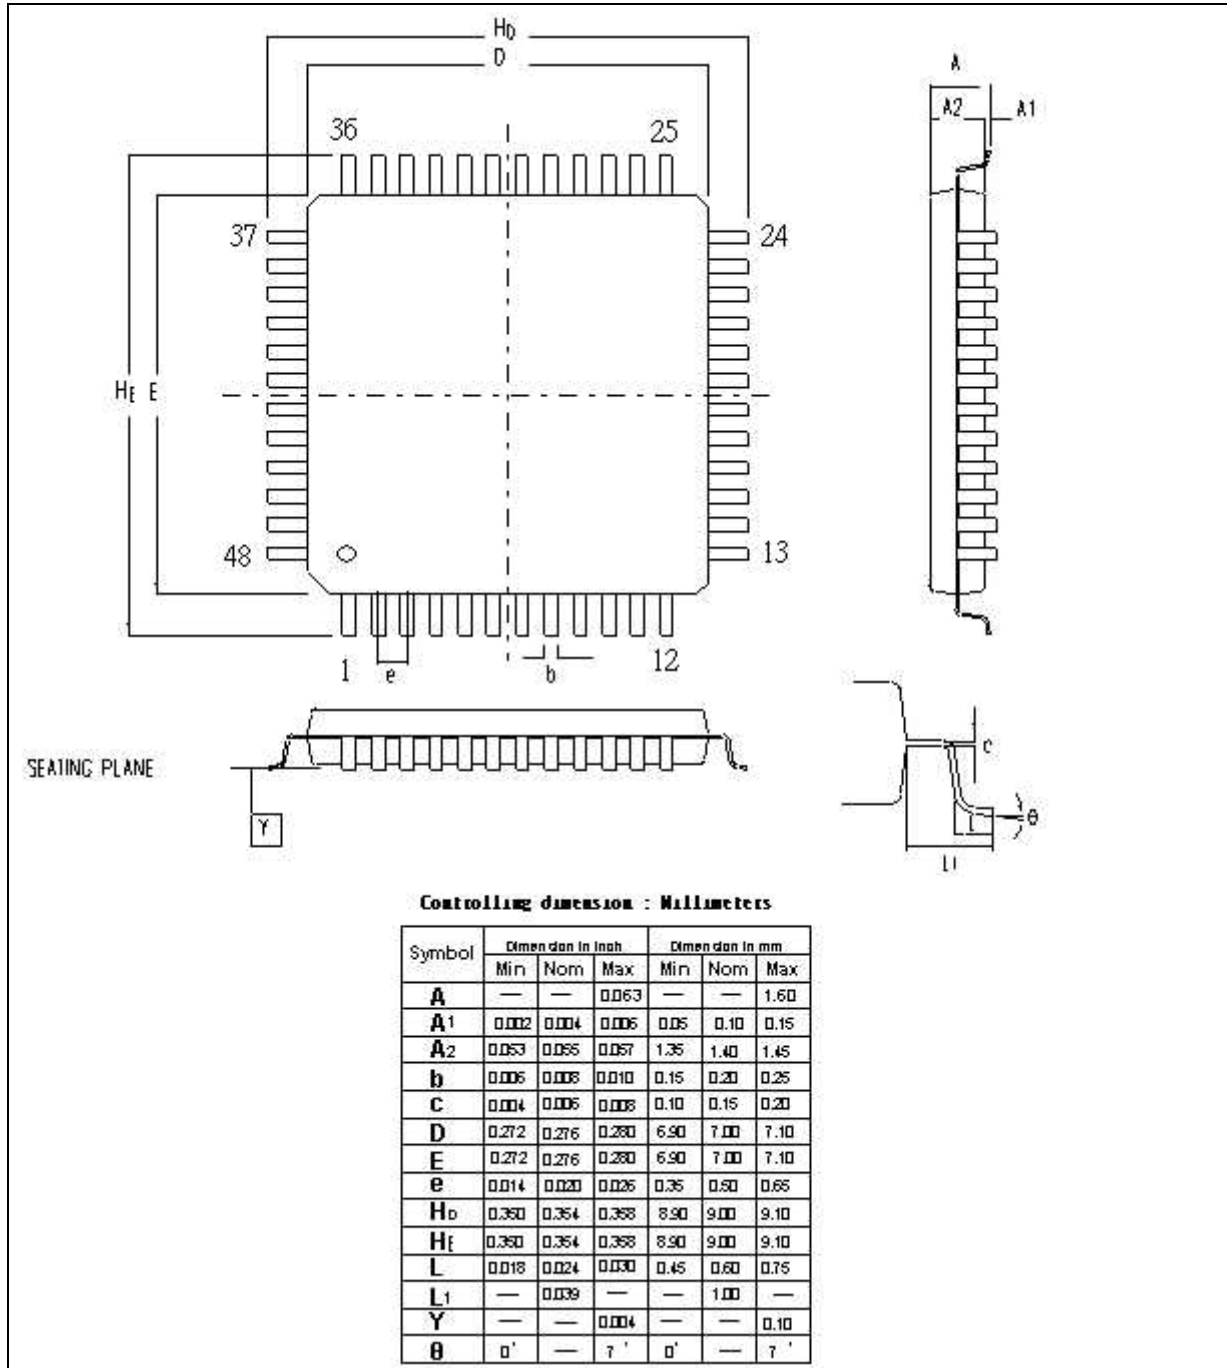 HD
D
A
A2 A1
36 25
37 24
HE E
48 13
1 e b 12
SEATING PLANE
Y
c
L θ
L1
Controlling dimension : Millimeters
Symbol Dimension in inch Dimension in mm
Min Nom Max Min Nom Max
A — — 0.063 — — 1.60
A1 0.002 0.004 0.006 0.05 0.10 0.15
A2 0.053 0.055 0.057 1.35 1.40 1.45
b 0.006 0.008 0.010 0.15 0.20 0.25
c 0.004 0.006 0.008 0.10 0.15 0.20
D 0.272 0.276 0.280 6.90 7.00 7.10
E 0.272 0.276 0.280 6.90 7.00 7.10
e 0.014 0.020 0.026 0.35 0.50 0.65
HD 0.350 0.354 0.358 8.90 9.00 9.10
HE 0.350 0.354 0.358 8.90 9.00 9.10
L 0.018 0.024 0.030 0.45 0.60 0.75
L1 — 0.039 — — 1.00 —
Y — — 0.004 — — 0.10
θ 0° — 7° 0° — 7°